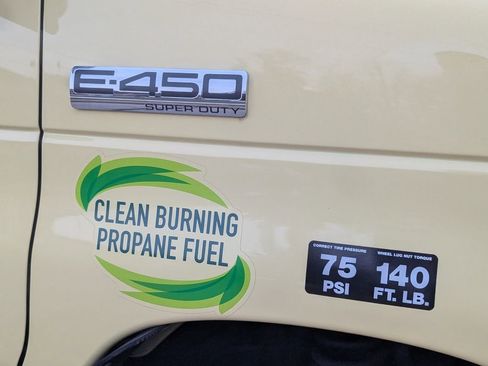 E-450
SUPER DUTY
CLEAN BURNING
PROPANE FUEL
CORRECT TIRE PRESSURE
75
PSI
WHEEL LUG NUT TORQUE
140
FT. LB.